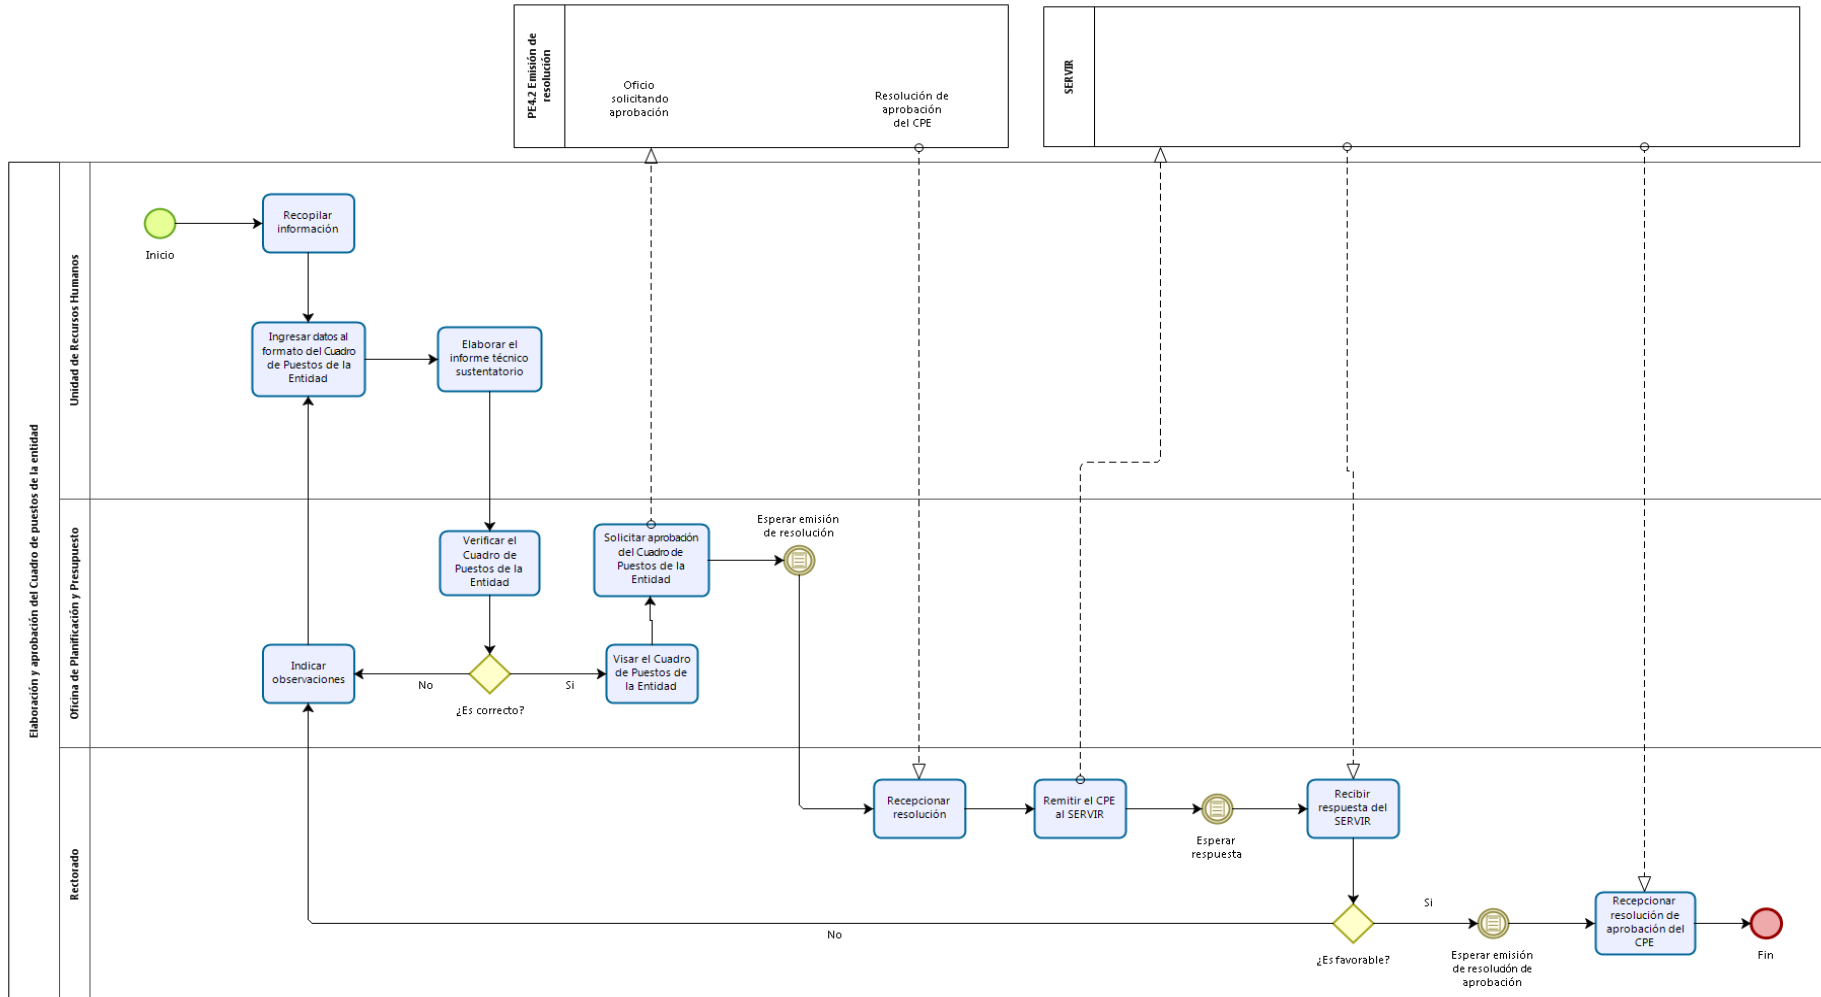 PE4.2 Emisión de
resolución
Oficio
solicitando
aprobación
Resolución de
aprobación
del CPE
SERVIR
Elaboración y aprobación del Cuadro de puestos de la entidad
Unidad de Recursos Humanos
Inicio
Recopilar
información
Ingresar datos al
formato del Cuadro
de Puestos de la
Entidad
Elaborar el
informe técnico
sustentatorio
Oficina de Planificación y Presupuesto
Verificar el
Cuadro de
Puestos de la
Entidad
Solicitar aprobación
del Cuadro de
Puestos de la
Entidad
Esperar emisión
de resolución
Indicar
observaciones
No
¿Es correcto?
Si
Visar el Cuadro
de Puestos de
la Entidad
Rectorado
Recepcionar
resolución
Remitir el CPE
al SERVIR
Esperar
respuesta
Recibir
respuesta del
SERVIR
No
¿Es favorable?
Si
Esperar emisión
de resolución de
aprobación
Recepcionar
resolución de
aprobación del
CPE
Fin